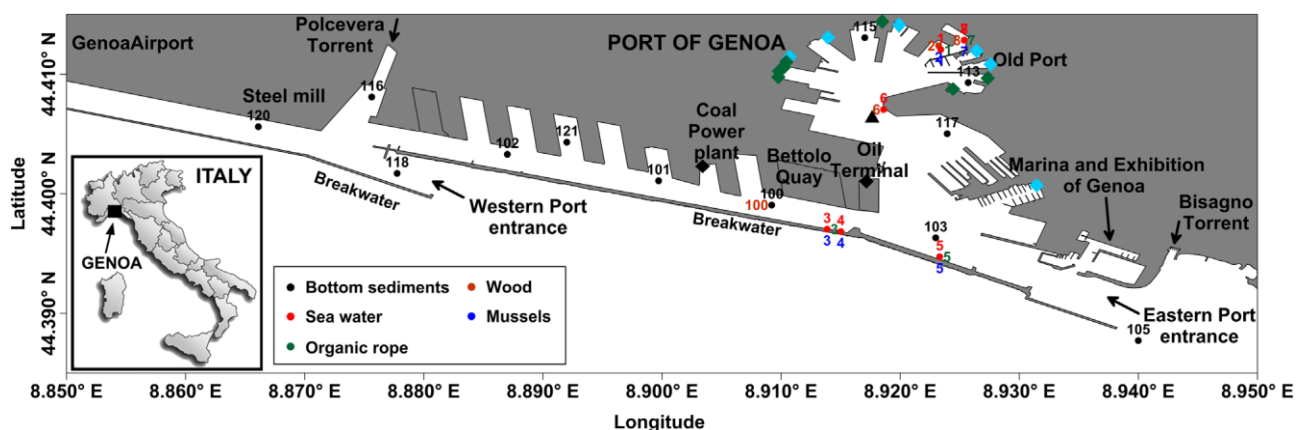 Polcevera
Torrent
GenoaAirport
PORT OF GENOA
115
2
1
1
2
8
7
7
Old Port
113
116
Steel mill
120
6
6
117
121
102
118
Coal
Power
plant
101
Bettolo
Quay
Oil
Terminal
100
100
Marina and Exhibition
of Genoa
Bisagno
Torrent
Breakwater
Western Port
entrance
Breakwater
3
4
3
3
4
103
5
5
5
Eastern Port
entrance
105
ITALY
GENOA
Bottom sediments
Wood
Sea water
Mussels
Organic rope
44.410° N
44.400° N
44.390° N
Latitude
8.850° E
8.860° E
8.870° E
8.880° E
8.890° E
8.900° E
8.910° E
8.920° E
8.930° E
8.940° E
8.950° E
Longitude